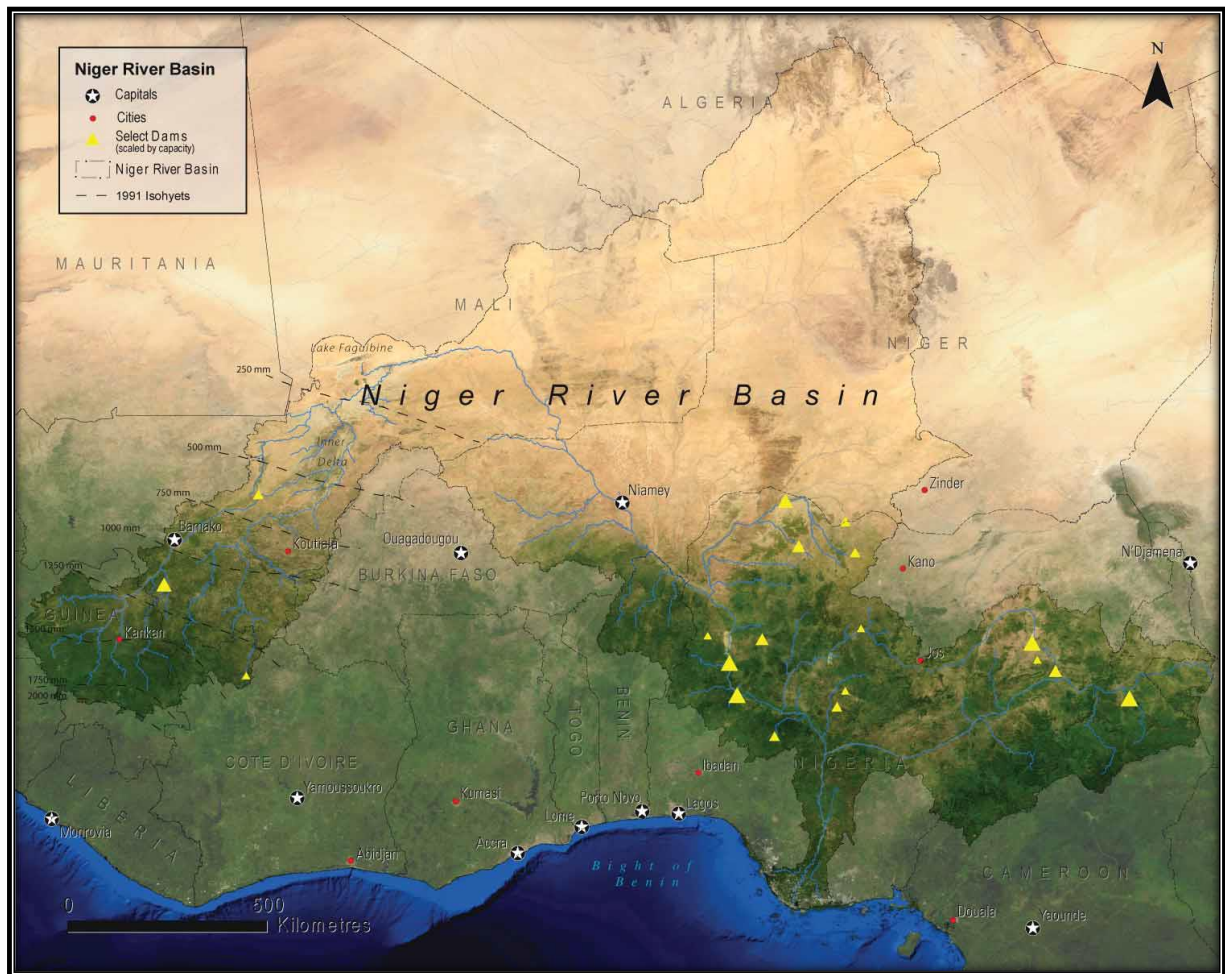 Niger River Basin
Capitals
Cities
Select Dams
(scaled by capacity)
Niger River Basin
1991 Isohyets
N
ALGERIA
MAURITANIA
MALI
NIGER
Lake Faguibine
250 mm
Niger River Basin
Inner
Delta
500 mm
750 mm
Niamey
Zinder
1000 mm
Bamako
Koutiala
Ouagadougou
BURKINA FASO
Kano
N'Djamena
1250 mm
GUINEA
Kankan
Jos
1750 mm
2000 mm
GHANA
TOGO
BENIN
COTE D'IVOIRE
NIGERIA
Ibadan
Yamoussoukro
Kumasi
Porto Novo
Lagos
Lome
LIBERIA
Monrovia
Accra
Abidjan
Bight of
Benin
CAMEROON
Douala
Yaounde
0
500
Kilometres